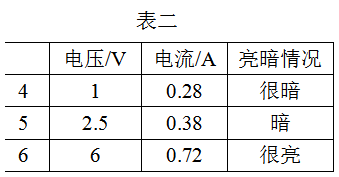 表二
电压/V 电流/A 亮暗情况
4 1 0.28 很暗
5 2.5 0.38 暗
6 6 0.72 很亮